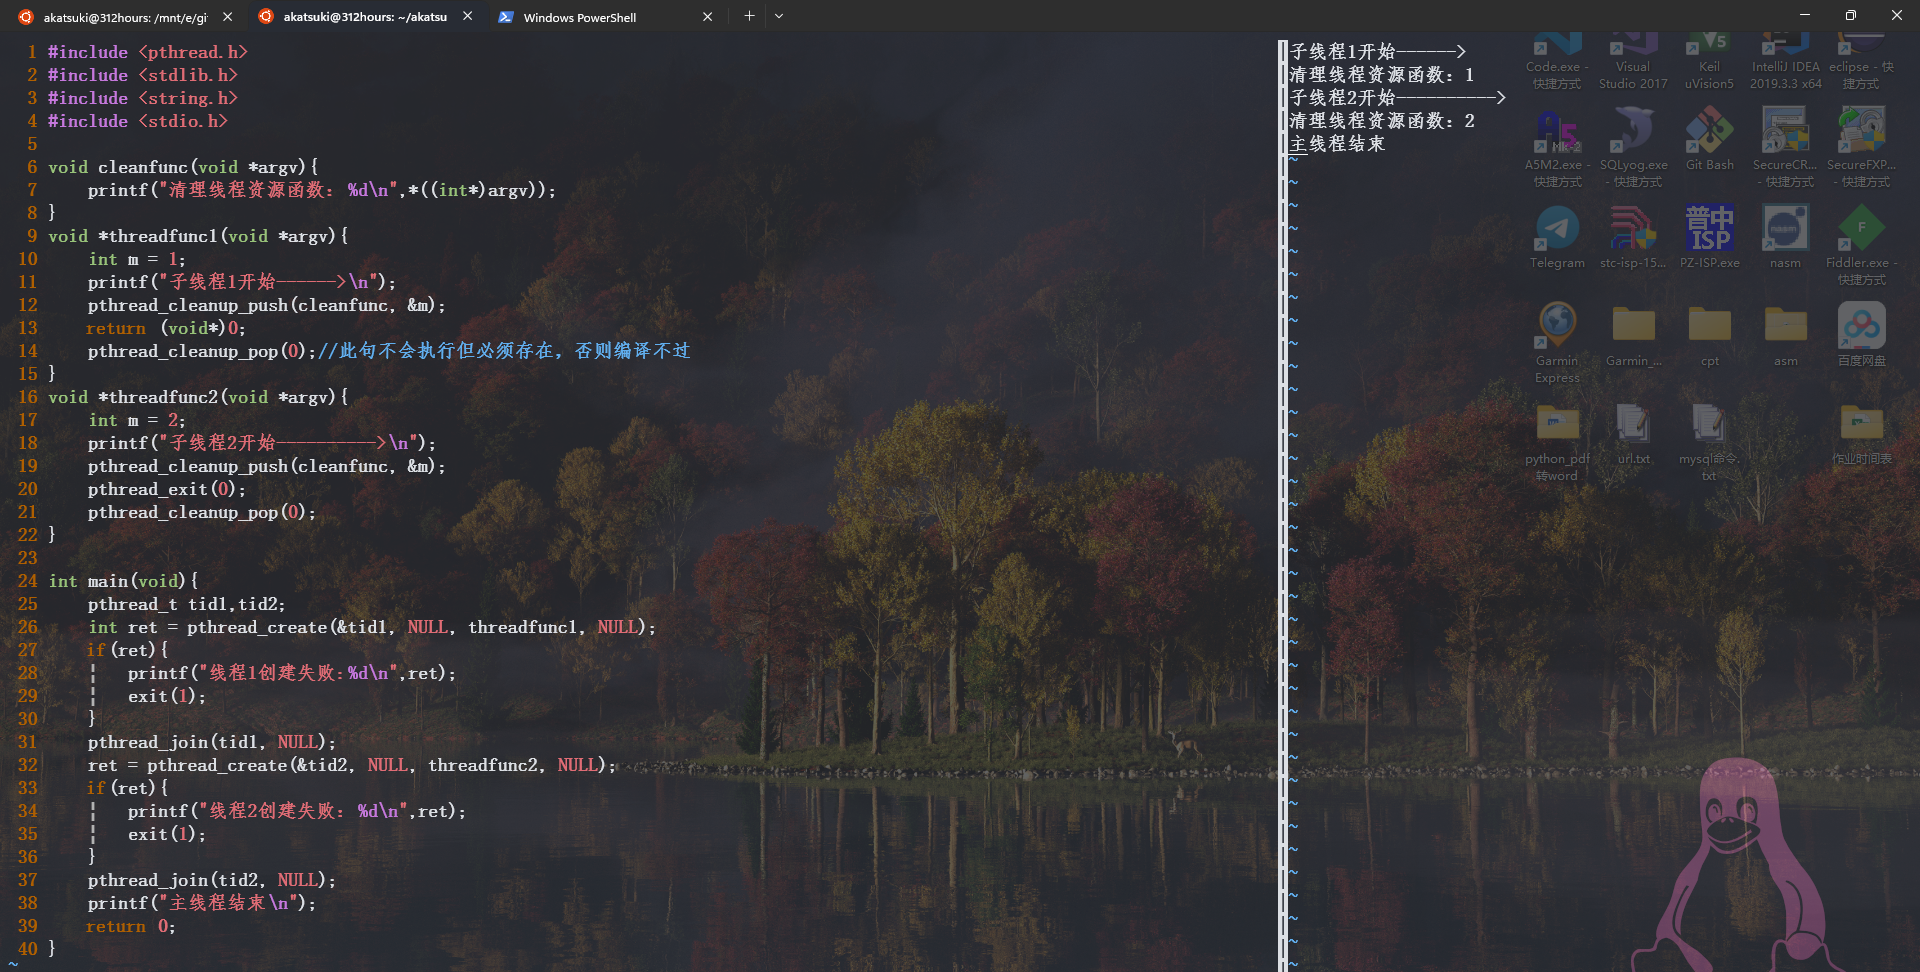 akatsuki@312hours: /mnt/e/gi
akatsuki@312hours: ~/akatsu
Windows PowerShell
1 #include <pthread.h>
2 #include <stdlib.h>
3 #include <string.h>
4 #include <stdio.h>
5
6 void cleanfunc(void *argv){
7     printf("清理线程资源函数: %d\n",*((int*)argv));
8 }
9 void *threadfunc1(void *argv){
10     int m = 1;
11     printf("子线程1开始------>\n");
12     pthread_cleanup_push(cleanfunc, &m);
13     return (void*)0;
14     pthread_cleanup_pop(0);//此句不会执行但必须存在，否则编译不过
15 }
16 void *threadfunc2(void *argv){
17     int m = 2;
18     printf("子线程2开始---------->\n");
19     pthread_cleanup_push(cleanfunc, &m);
20     pthread_exit(0);
21     pthread_cleanup_pop(0);
22 }
23
24 int main(void){
25     pthread_t tid1,tid2;
26     int ret = pthread_create(&tid1, NULL, threadfunc1, NULL);
27     if(ret){
28     ¦   printf("线程1创建失败:%d\n",ret);
29     ¦   exit(1);
30     }
31     pthread_join(tid1, NULL);
32     ret = pthread_create(&tid2, NULL, threadfunc2, NULL);
33     if(ret){
34     ¦   printf("线程2创建失败: %d\n",ret);
35     ¦   exit(1);
36     }
37     pthread_join(tid2, NULL);
38     printf("主线程结束\n");
39     return 0;
40 }
~
子线程1开始------>
清理线程资源函数: 1
子线程2开始---------->
清理线程资源函数: 2
主线程结束
Code.exe - 快捷方式
Visual Studio 2017
Keil uVision5
IntelliJ IDEA 2019.3.3 x64
eclipse - 快捷方式
A5M2.exe - 快捷方式
SQLyog.exe - 快捷方式
Git Bash
SecureCR... - 快捷方式
SecureFXP... - 快捷方式
普中 ISP
Telegram
stc-isp-15...
PZ-ISP.exe
nasm
Fiddler.exe - 快捷方式
Garmin Express
Garmin_...
cpt
asm
百度网盘
python_pdf转word
url.txt
mysql命令.txt
作业时间表